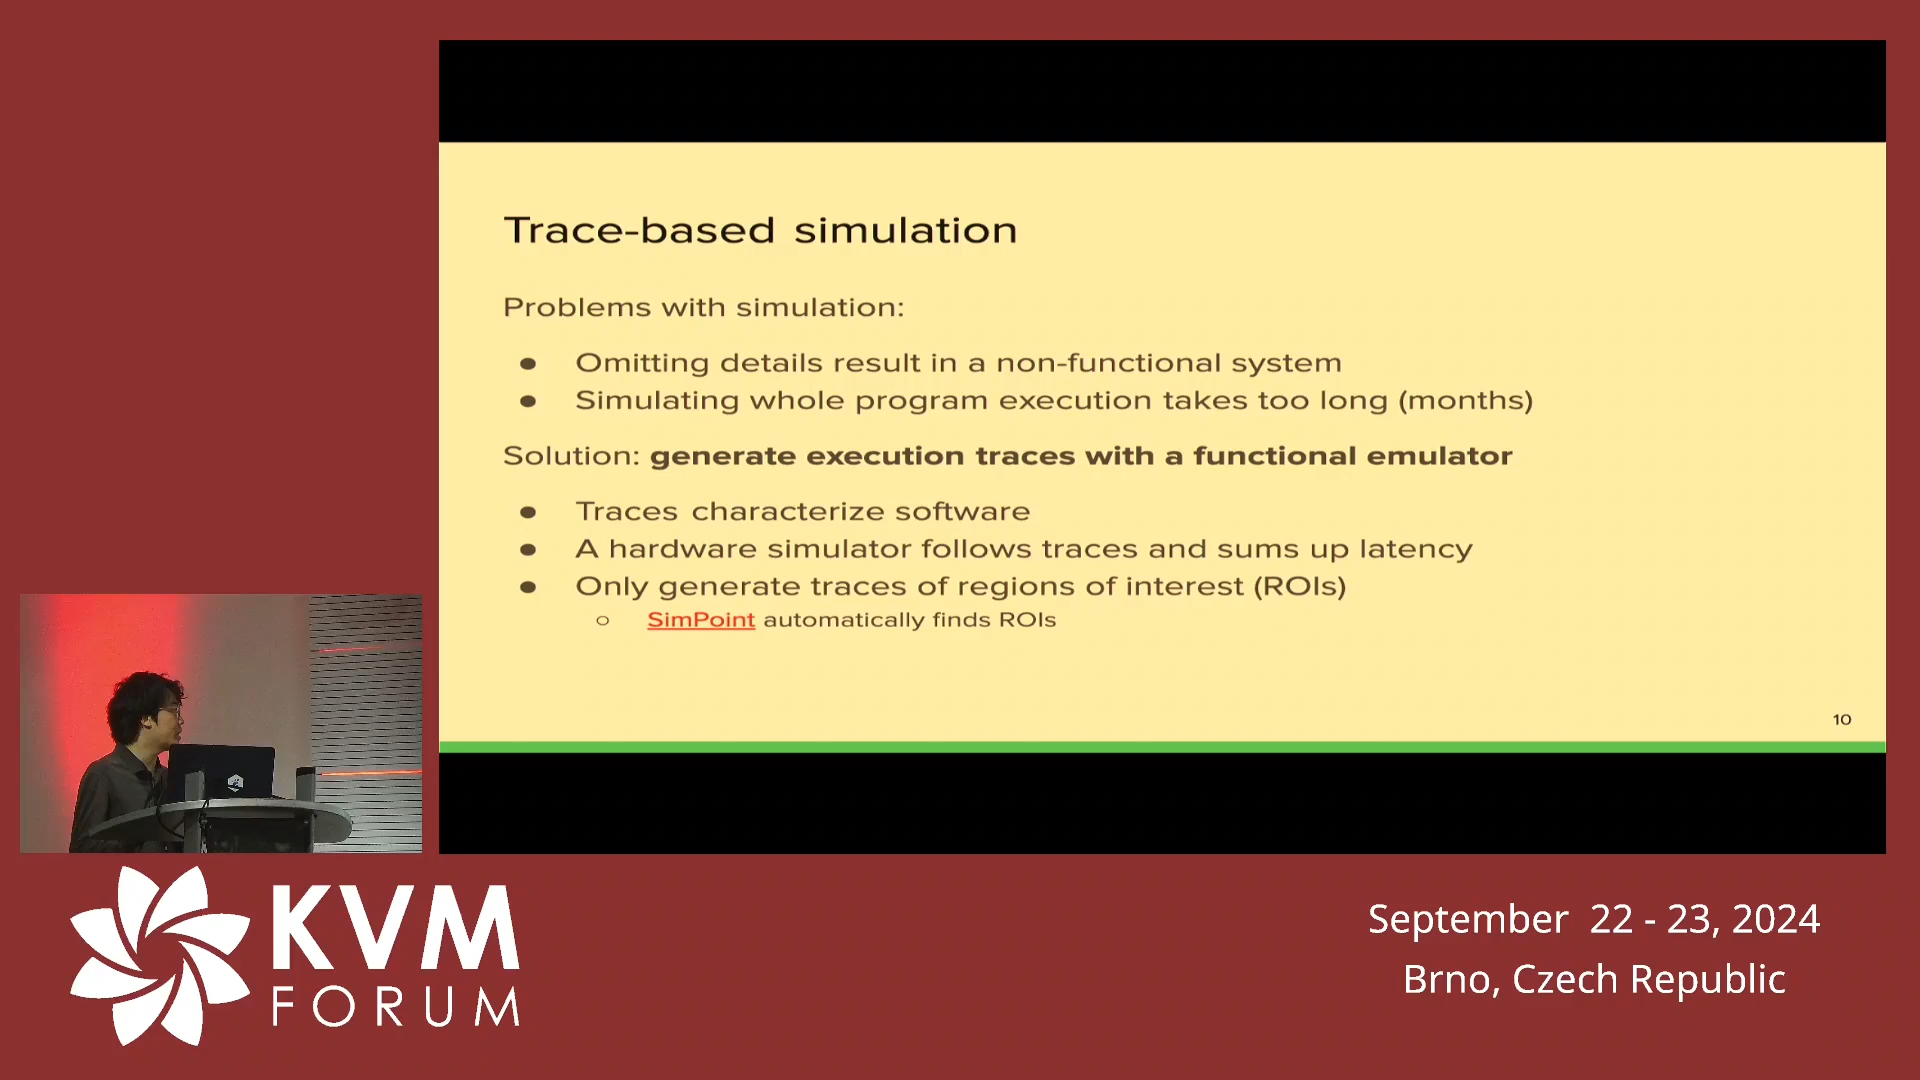 Trace-based simulation
Problems with simulation:
● Omitting details result in a non-functional system
● Simulating whole program execution takes too long (months)
Solution: generate execution traces with a functional emulator
● Traces characterize software
● A hardware simulator follows traces and sums up latency
● Only generate traces of regions of interest (ROIs)
○ SimPoint automatically finds ROIs
10
KVM
FORUM
September 22 - 23, 2024
Brno, Czech Republic